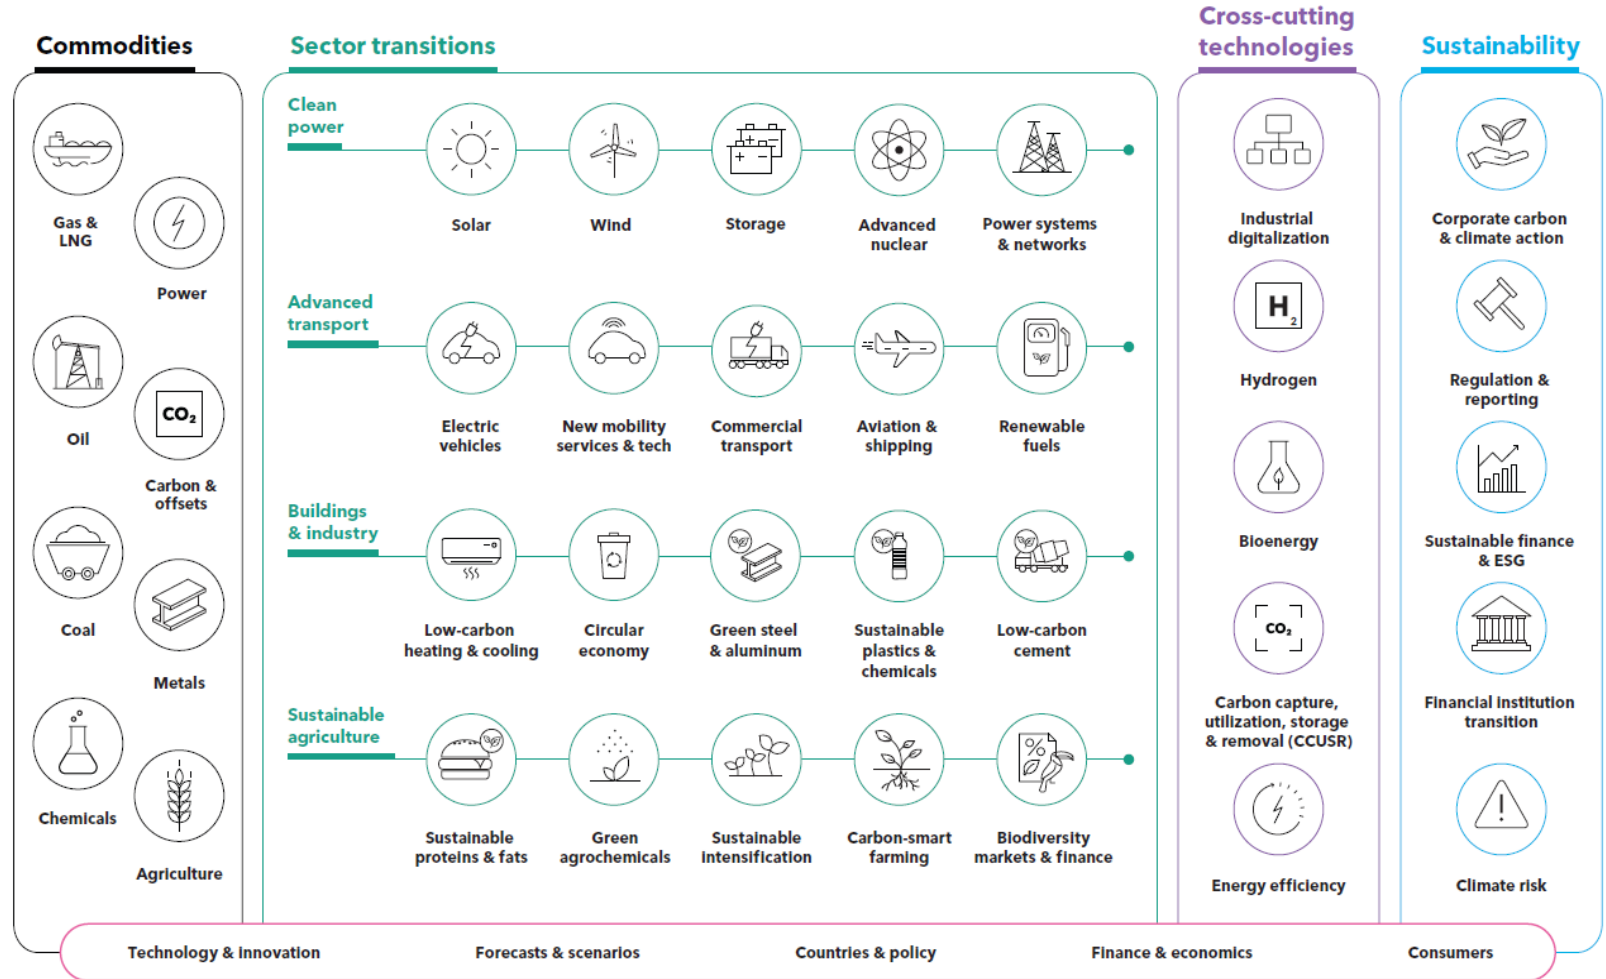 Commodities
Gas &
LNG
Power
Oil
CO₂
Carbon &
offsets
Coal
Metals
Chemicals
Agriculture
Sector transitions
Clean
power
Solar
Wind
Storage
Advanced
nuclear
Power systems
& networks
Advanced
transport
Electric
vehicles
New mobility
services & tech
Commercial
transport
Aviation &
shipping
Renewable
fuels
Buildings
& industry
Low-carbon
heating & cooling
Circular
economy
Green steel
& aluminum
Sustainable
plastics &
chemicals
Low-carbon
cement
Sustainable
agriculture
Sustainable
proteins & fats
Green
agrochemicals
Sustainable
intensification
Carbon-smart
farming
%
Biodiversity
markets & finance
Cross-cutting
technologies
Industrial
digitalization
H₂
Hydrogen
Bioenergy
CO₂
Carbon capture,
utilization, storage
& removal (CCUSR)
Energy efficiency
Sustainability
Corporate carbon
& climate action
Regulation &
reporting
Sustainable finance
& ESG
Financial institution
transition
Climate risk
Technology & innovation
Forecasts & scenarios
Countries & policy
Finance & economics
Consumers